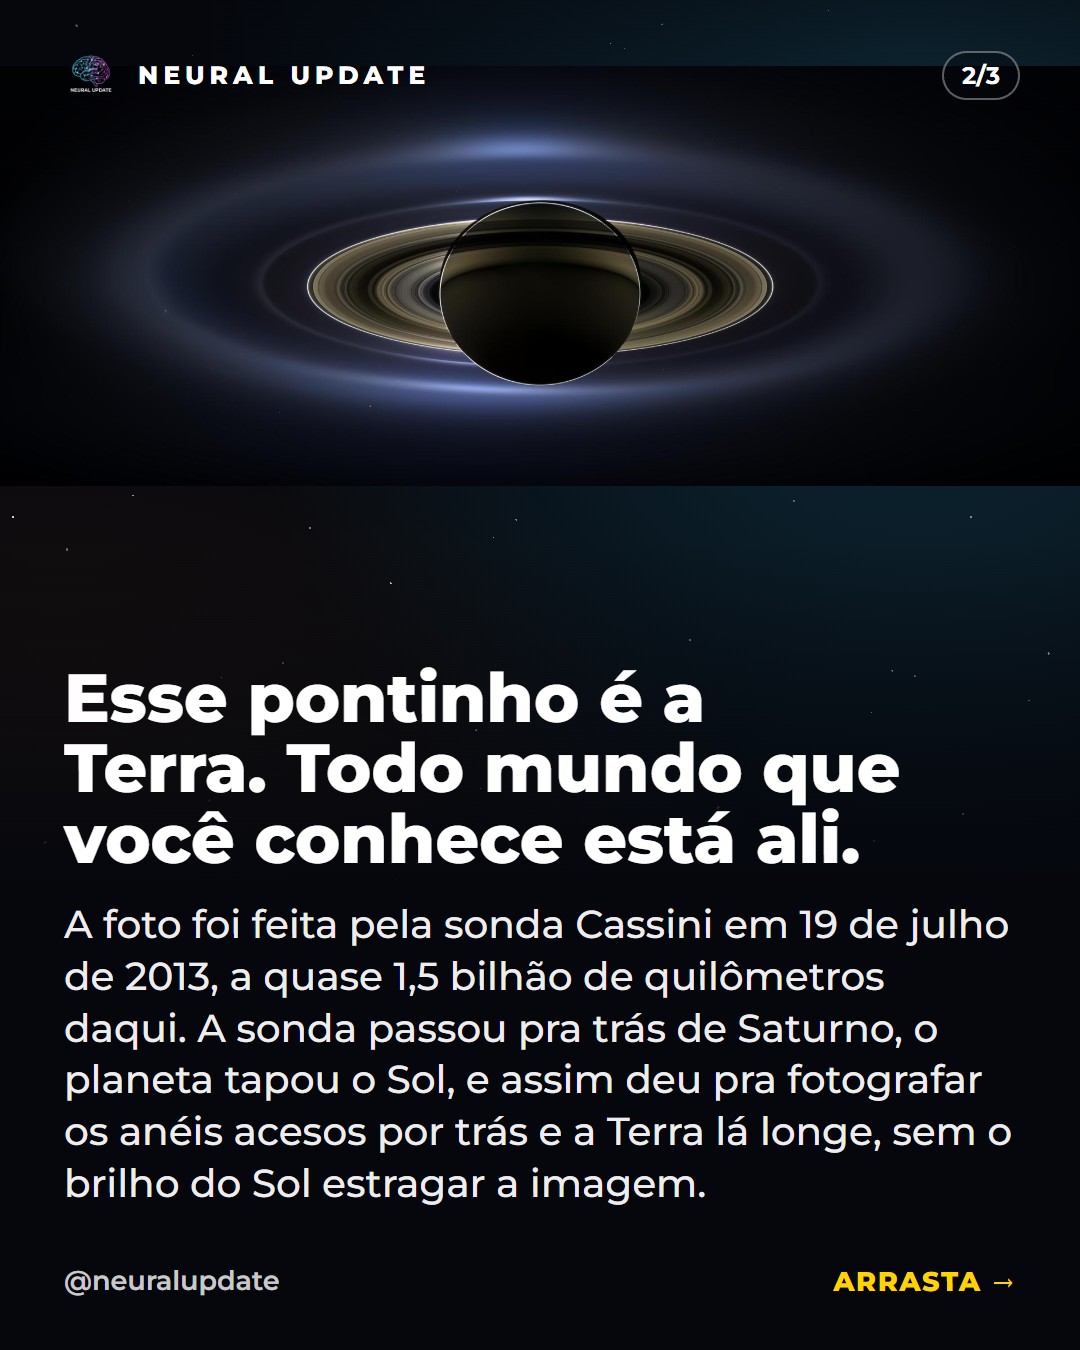 NEURAL UPDATE
NEURAL UPDATE
2/3
Esse pontinho é a
Terra. Todo mundo que
você conhece está ali.
A foto foi feita pela sonda Cassini em 19 de julho
de 2013, a quase 1,5 bilhão de quilômetros
daqui. A sonda passou pra trás de Saturno, o
planeta tapou o Sol, e assim deu pra fotografar
os anéis acesos por trás e a Terra lá longe, sem o
brilho do Sol estragar a imagem.
@neuralupdate
ARRASTA →